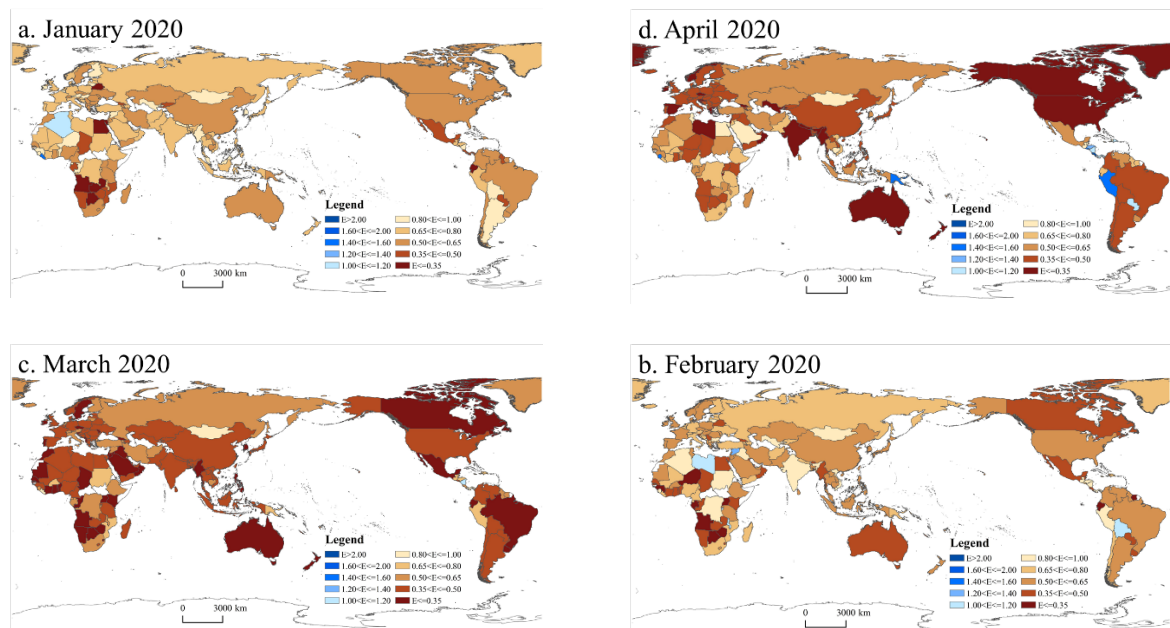 a. January 2020
Legend
E>2.00
1.60<E<=2.00
1.40<E<=1.60
1.20<E<=1.40
1.00<E<=1.20
0.80<E<=1.00
0.65<E<=0.80
0.50<E<=0.65
0.35<E<=0.50
E<=0.35
0 3000 km
d. April 2020
Legend
E>2.00
1.60<E<=2.00
1.40<E<=1.60
1.20<E<=1.40
1.00<E<=1.20
0.80<E<=1.00
0.65<E<=0.80
0.50<E<=0.65
0.35<E<=0.50
E<=0.35
0 3000 km
c. March 2020
Legend
E>2.00
1.60<E<=2.00
1.40<E<=1.60
1.20<E<=1.40
1.00<E<=1.20
0.80<E<=1.00
0.65<E<=0.80
0.50<E<=0.65
0.35<E<=0.50
E<=0.35
0 3000 km
b. February 2020
Legend
E>2.00
1.60<E<=2.00
1.40<E<=1.60
1.20<E<=1.40
1.00<E<=1.20
0.80<E<=1.00
0.65<E<=0.80
0.50<E<=0.65
0.35<E<=0.50
E<=0.35
0 3000 km